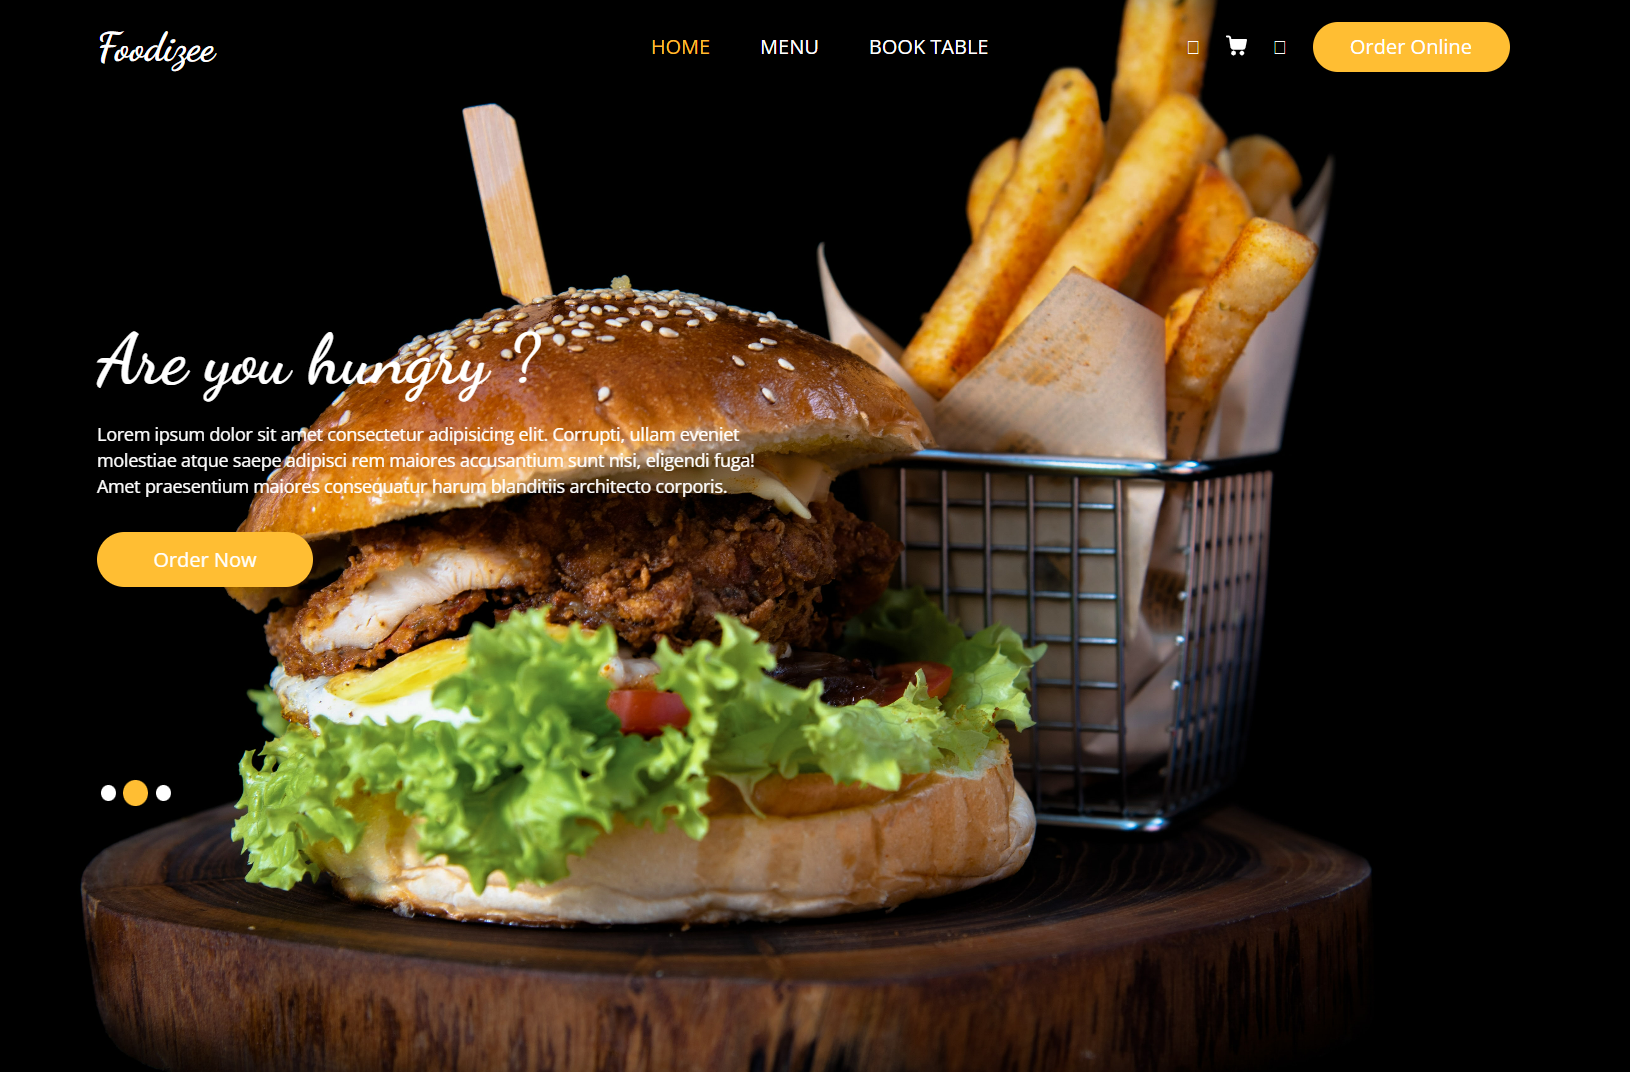 Foodizee
HOME
MENU
BOOK TABLE
Order Online
Are you hungry ?
Lorem ipsum dolor sit amet consectetur adipisicing elit. Corrupti, ullam eveniet
molestiae atque saepe adipisci rem maiores accusantium sunt nisi, eligendi fuga!
Amet praesentium maiores consequatur harum blanditiis architecto corporis.
Order Now